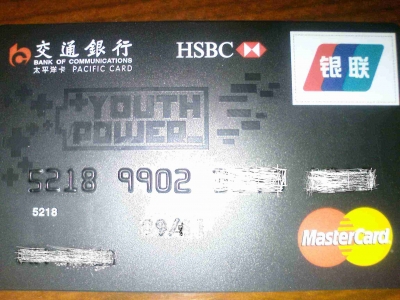 交通銀行
BANK OF COMMUNICATIONS
太平洋卡 PACIFIC CARD
HSBC
银联
YOUTH
POWER
5218 9902
5218
MasterCard